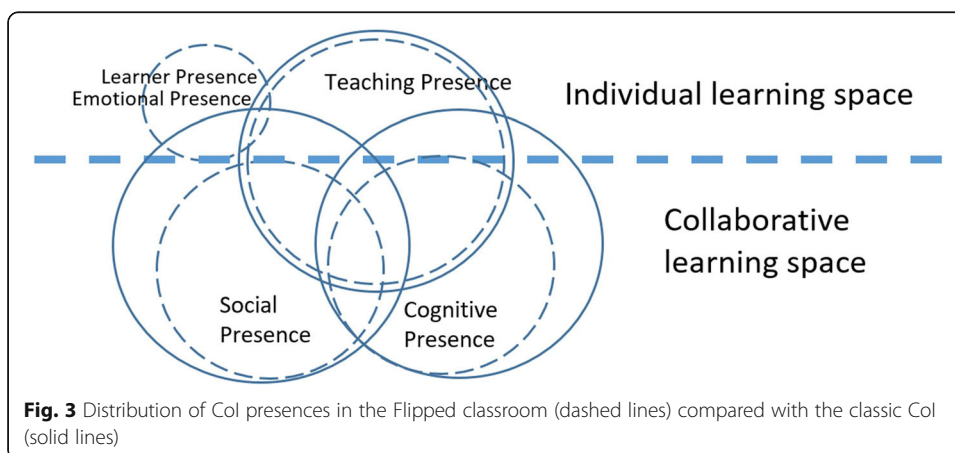 Learner Presence
Emotional Presence
Teaching Presence
Individual learning space
Collaborative
learning space
Social
Presence
Cognitive
Presence
Fig. 3 Distribution of CoI presences in the Flipped classroom (dashed lines) compared with the classic CoI
(solid lines)